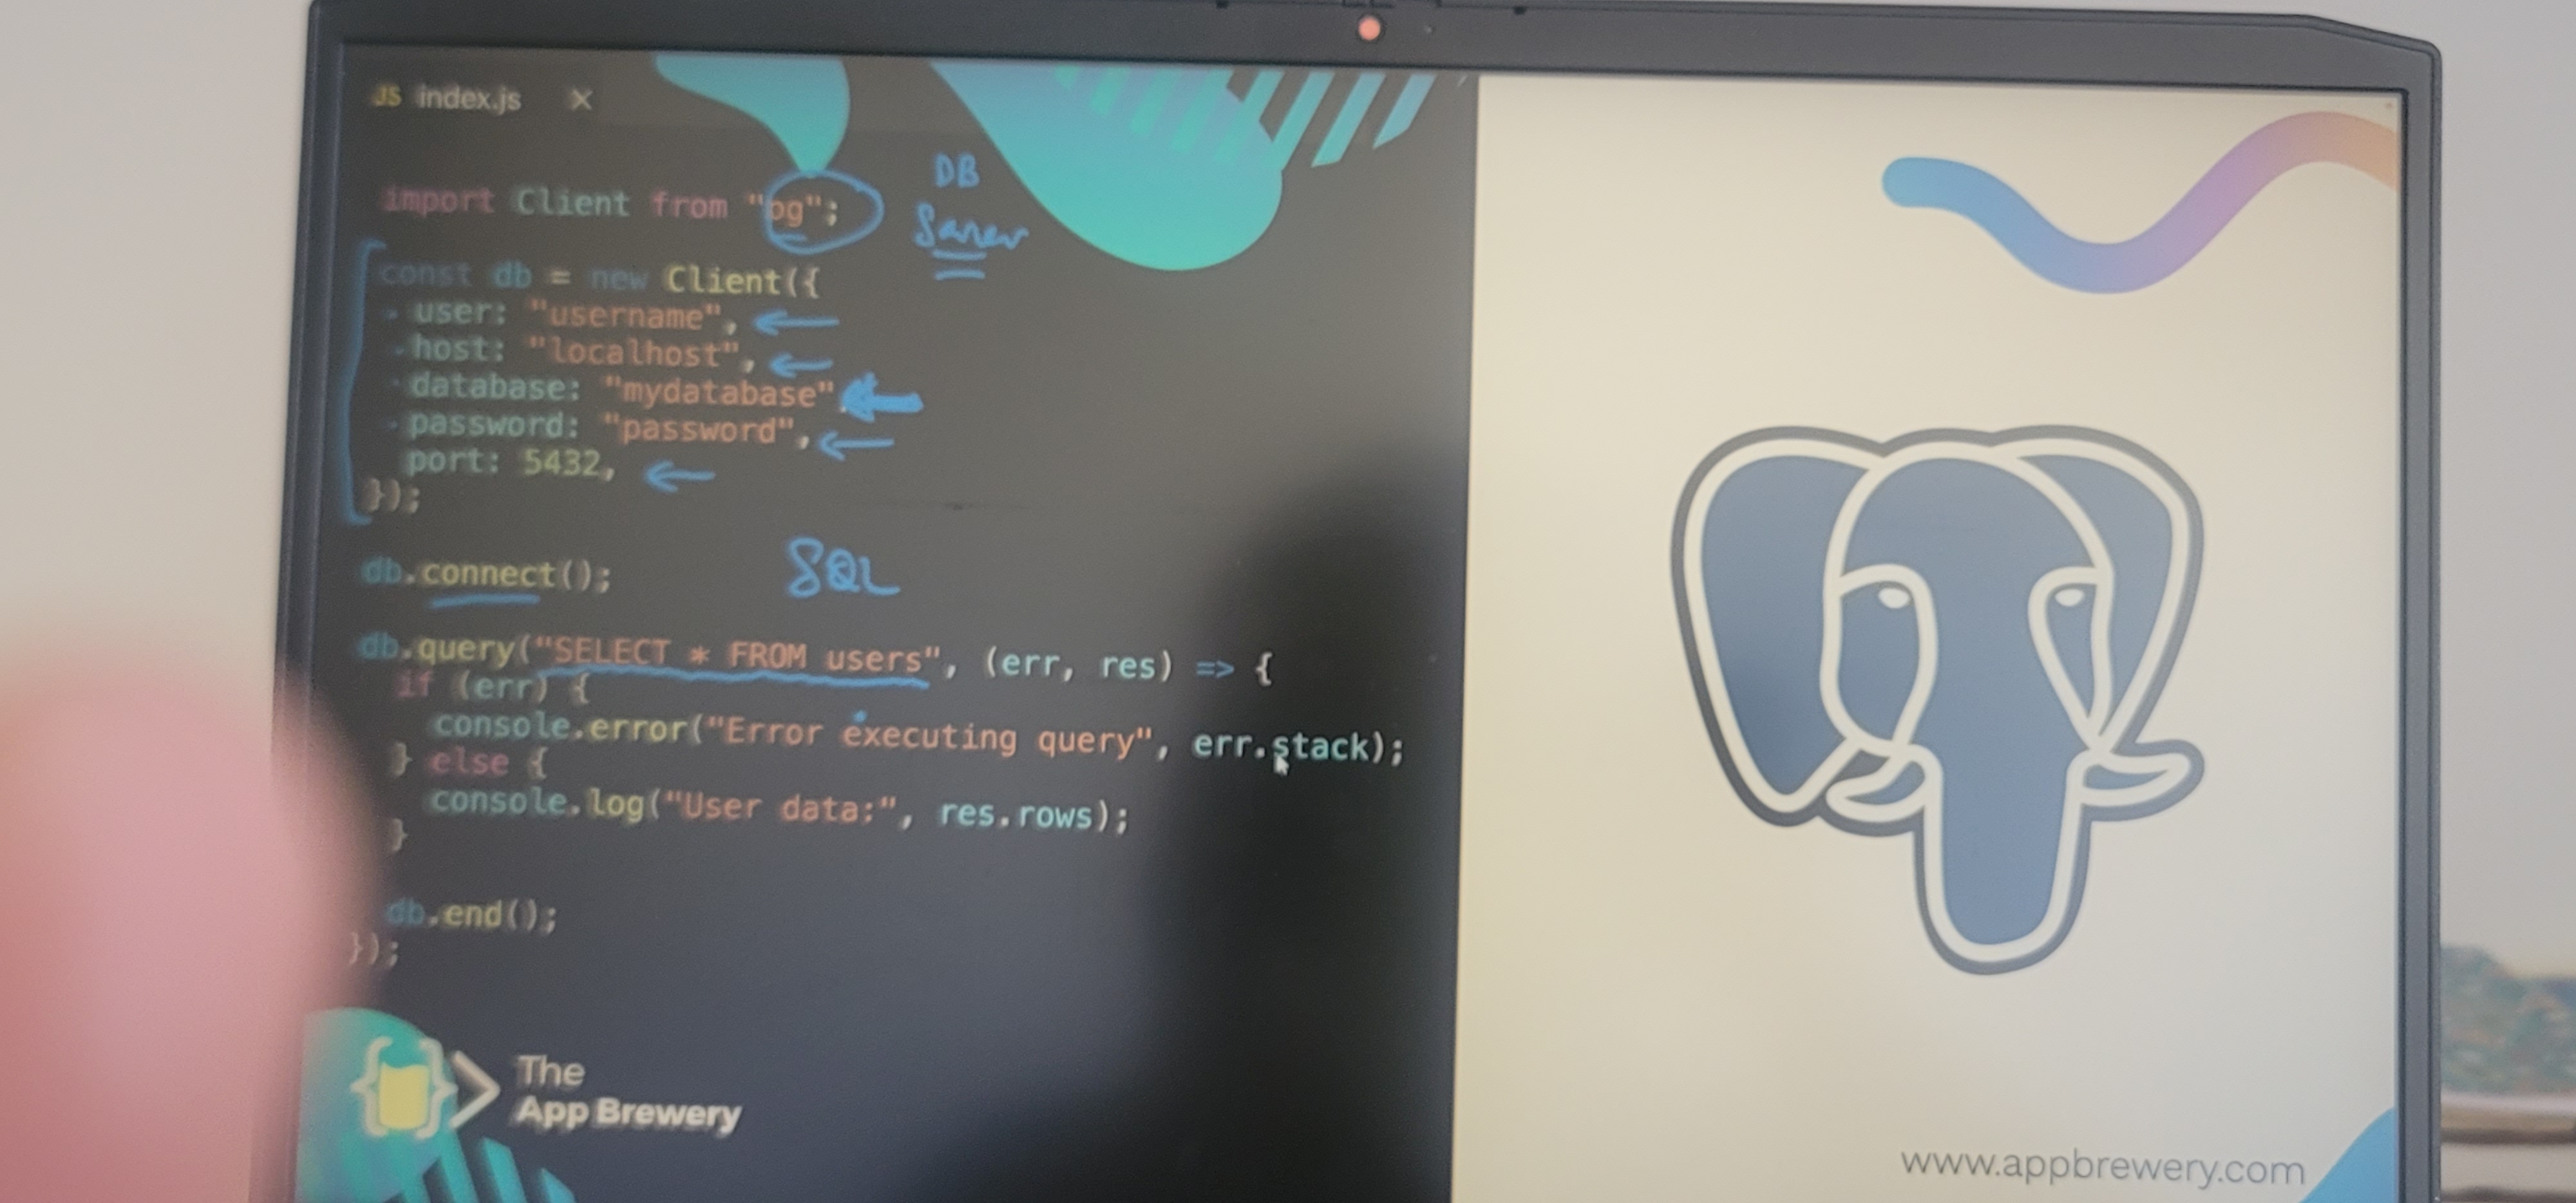 JS index.js ×
import Client from "pg";
DB
Server
const db = new Client({
user: "username",
host: "localhost",
database: "mydatabase"
password: "password",
port: 5432,
});
db.connect();
SQL
db.query("SELECT * FROM users", (err, res) => {
if (err) {
console.error("Error executing query", err.stack);
} else {
console.log("User data:", res.rows);
}
db.end();
});
The
App Brewery
www.appbrewery.com